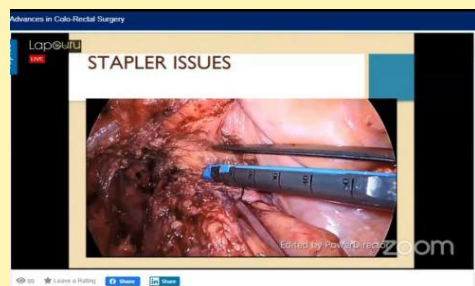 Advances in Colo-Rectal Surgery
LapGuru
LIVE
STAPLER ISSUES
Edited by PowerDirector
zoom
Leave a Rating
Share
Share